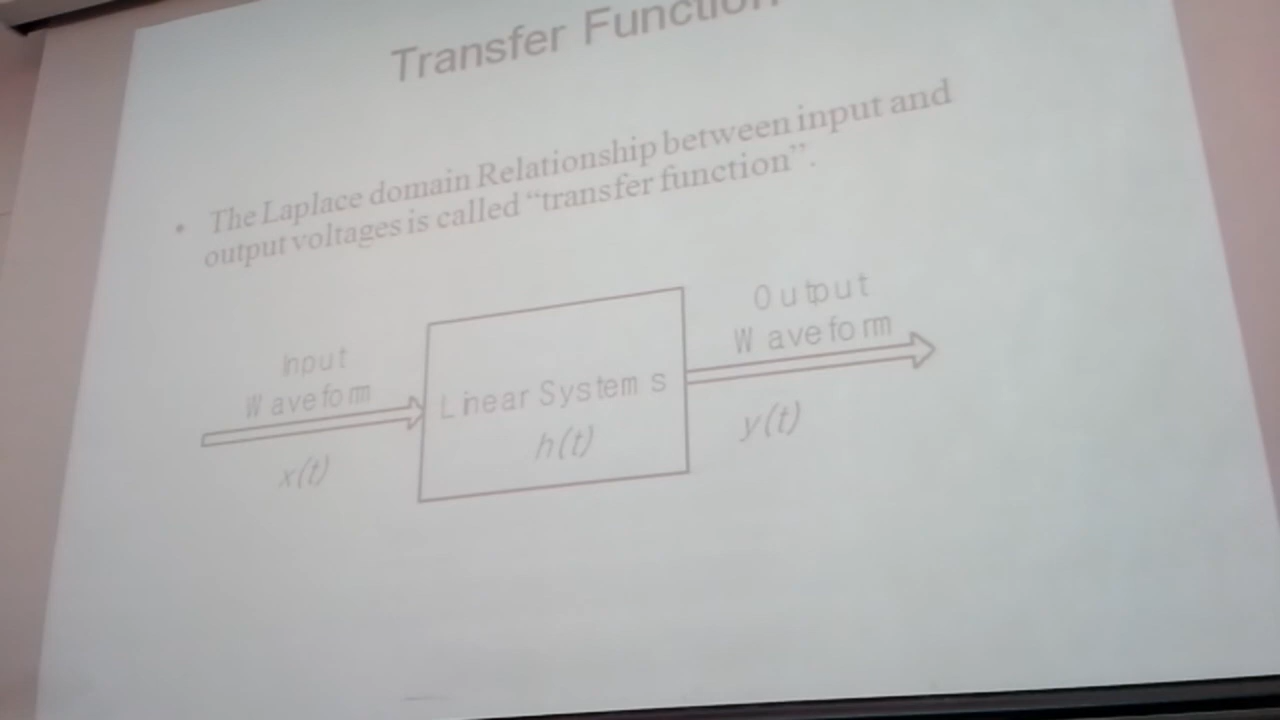 Transfer Function
• The Laplace domain Relationship between input and
output voltages is called “transfer function”.
Input
Waveform
x(t)
Linear Systems
h(t)
Output
Waveform
y(t)